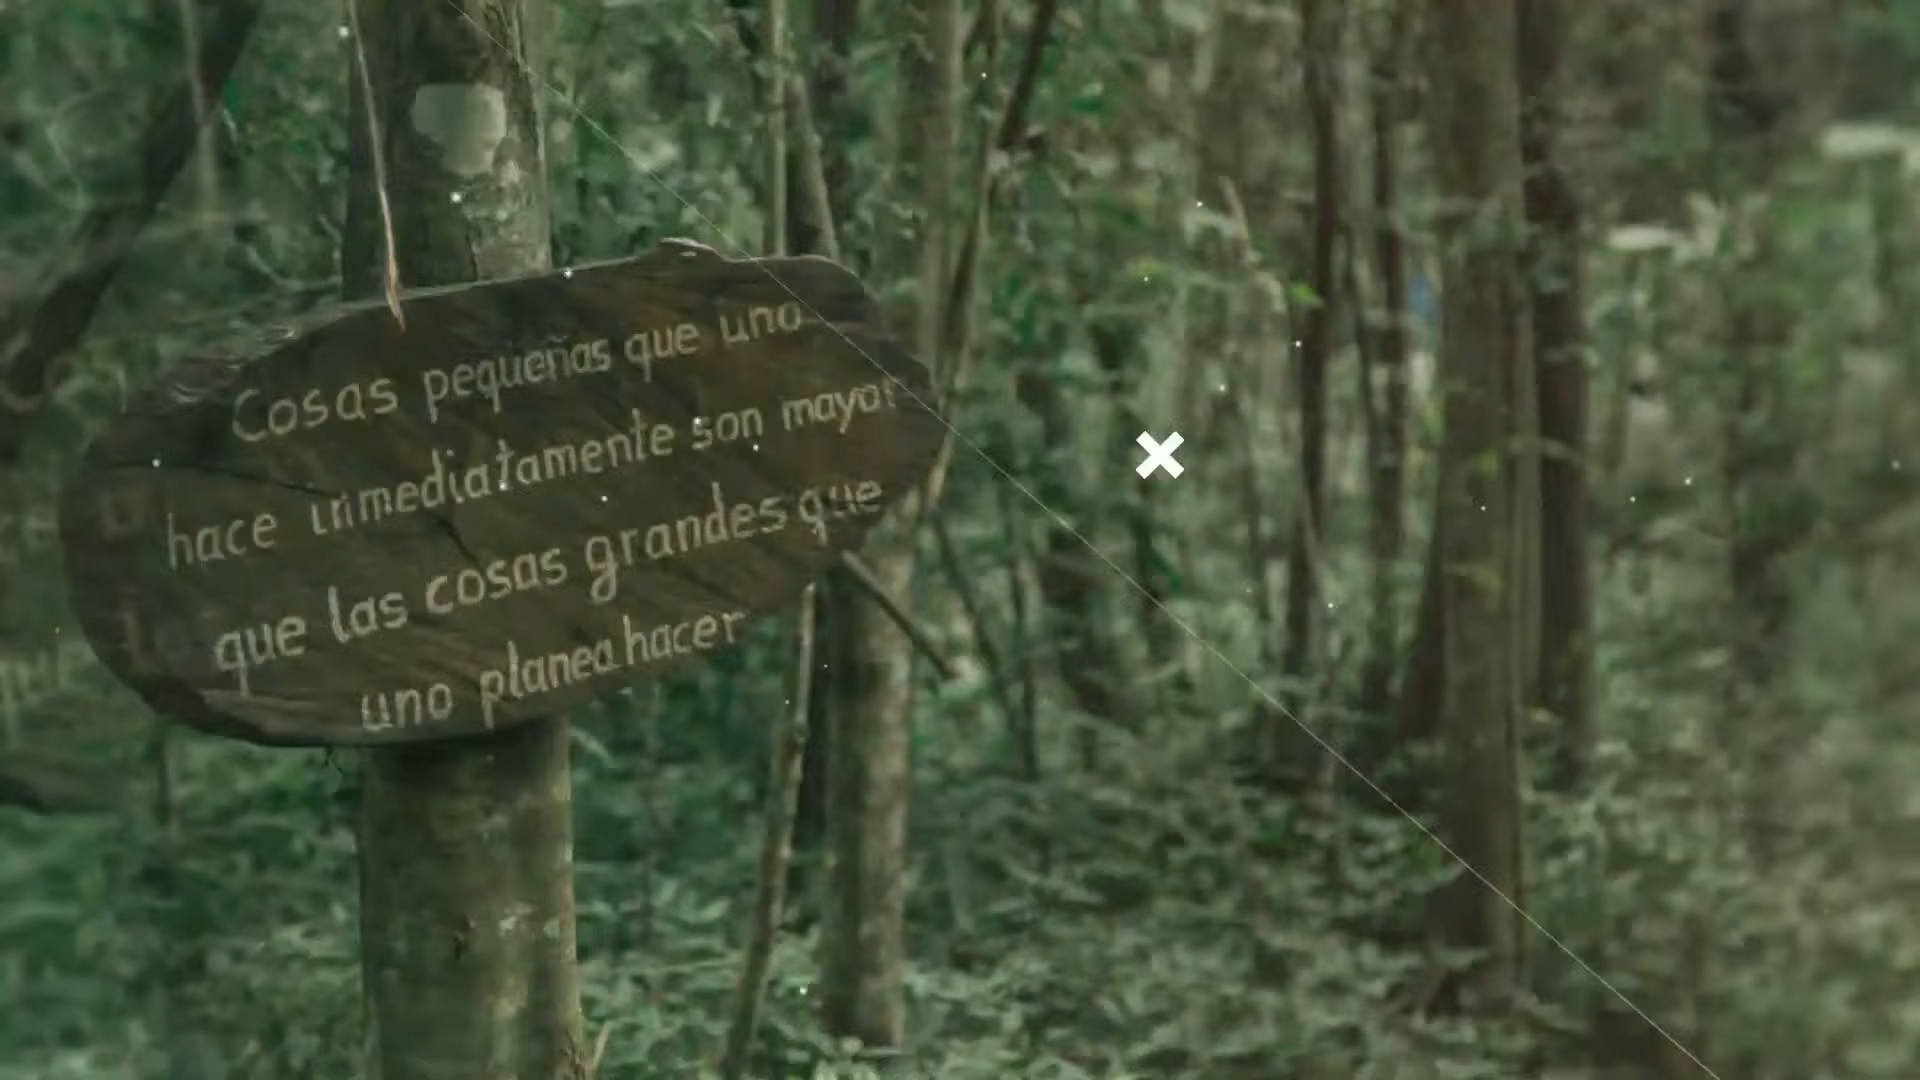 Cosas pequeñas que uno
hace inmediatamente son mayor
que las cosas grandes que
uno planea hacer